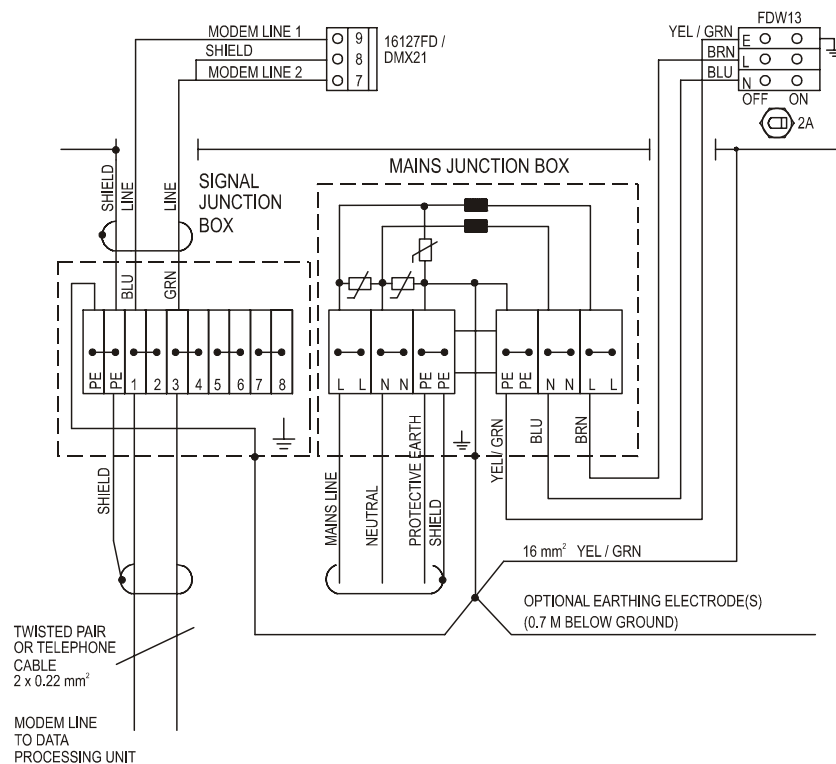 FDW13
MODEM LINE 1
SHIELD
MODEM LINE 2
9
8
7
16127FD /
DMX21
YEL / GRN
BRN
BLU
E
L
N
OFF ON
2A
SHIELD
LINE
LINE
SIGNAL
JUNCTION
BOX
MAINS JUNCTION BOX
BLU
GRN
PE PE 1 2 3 4 5 6 7 8
L L N N PE PE
PE PE N N L L
SHIELD
MAINS LINE
NEUTRAL
PROTECTIVE EARTH
SHIELD
YEL / GRN
BLU
BRN
16 mm² YEL / GRN
OPTIONAL EARTHING ELECTRODE(S)
(0.7 M BELOW GROUND)
TWISTED PAIR
OR TELEPHONE
CABLE
2 x 0.22 mm²
MODEM LINE
TO DATA
PROCESSING UNIT